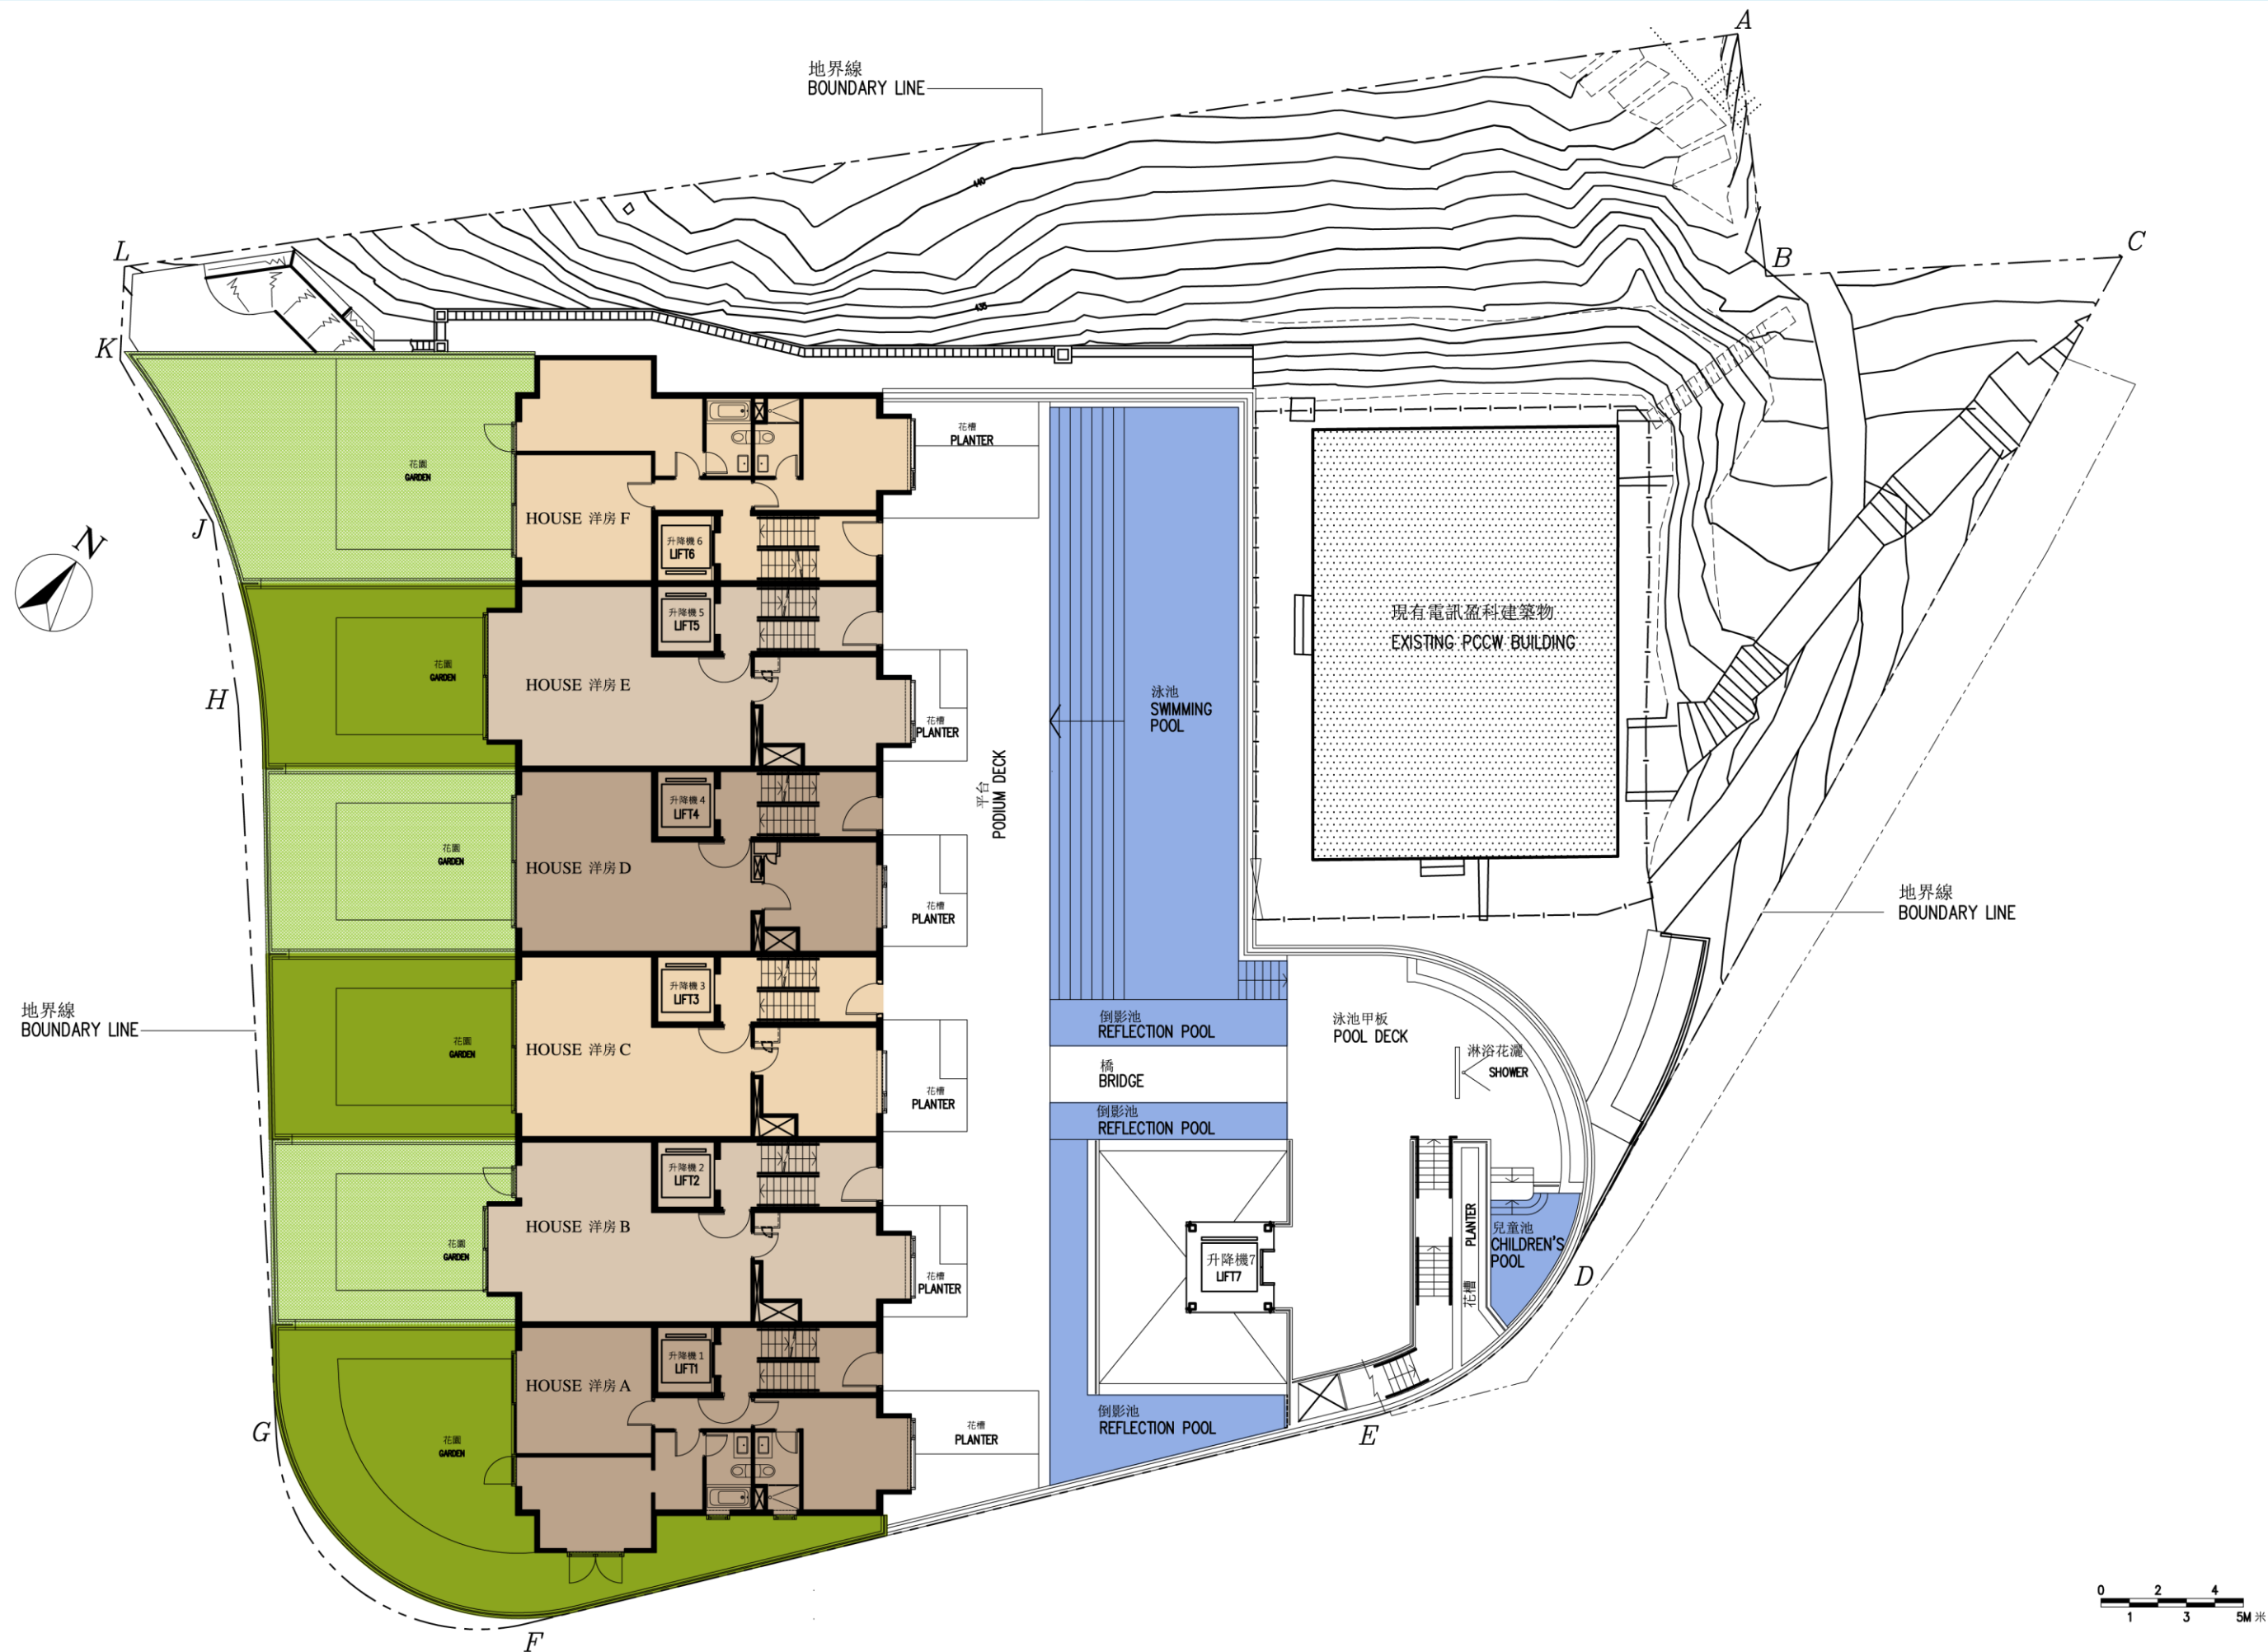 A
地界線
BOUNDARY LINE
110
L
B
C
105
K
花槽
PLANTER
花園
GARDEN
HOUSE 洋房 F
J
N
升降機 6
LIFT6
升降機 5
LIFT5
現有電訊盈科建築物
EXISTING PCCW BUILDING
花園
GARDEN
HOUSE 洋房 E
H
泳池
SWIMMING
POOL
花槽
PLANTER
平台
PODIUM DECK
升降機 4
LIFT4
花園
GARDEN
HOUSE 洋房 D
花槽
PLANTER
地界線
BOUNDARY LINE
升降機 3
LIFT3
地界線
BOUNDARY LINE
倒影池
REFLECTION POOL
泳池甲板
POOL DECK
花園
GARDEN
HOUSE 洋房 C
淋浴花灑
SHOWER
橋
BRIDGE
花槽
PLANTER
倒影池
REFLECTION POOL
升降機 2
LIFT2
HOUSE 洋房 B
花園
GARDEN
花槽
PLANTER
升降機7
LIFT7
花槽
PLANTER
兒童池
CHILDREN'S
POOL
D
升降機 1
LIFT1
HOUSE 洋房 A
倒影池
REFLECTION POOL
G
花園
GARDEN
花槽
PLANTER
E
F
0 2 4
1 3 5M 米